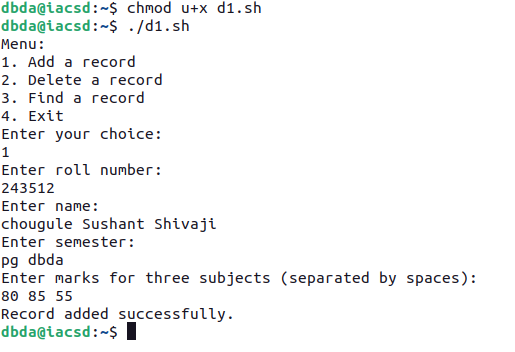 dbda@iacsd:~$ chmod u+x d1.sh
dbda@iacsd:~$ ./d1.sh
Menu:
1. Add a record
2. Delete a record
3. Find a record
4. Exit
Enter your choice:
1
Enter roll number:
243512
Enter name:
chougule Sushant Shivaji
Enter semester:
pg dbda
Enter marks for three subjects (separated by spaces):
80 85 55
Record added successfully.
dbda@iacsd:~$